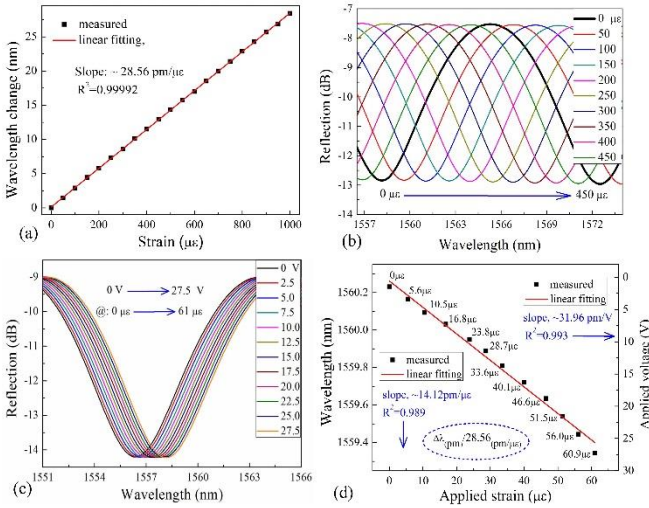 measured
linear fitting,
Slope: ~ 28.56 pm/με
R²=0.99992
Wavelength change (nm)
25
20
15
10
5
0
0 200 400 600 800 1000
(a)
Strain (με)
-7
-8
-9
-10
-11
-12
-13
Reflection (dB)
0 με
50
100
150
200
250
300
350
400
450
0 με
450 με
1557 1560 1563 1566 1569 1572
(b)
Wavelength (nm)
-9
-10
-11
-12
-13
-14
Reflection (dB)
0 V
27.5 V
@: 0 με
61 με
0 V
2.5
5.0
7.5
10.0
12.5
15.0
17.5
20.0
22.5
25.0
27.5
1551 1554 1557 1560 1563 1566
(c)
Wavelength (nm)
1560.2
1560.0
1559.8
1559.6
1559.4
Wavelength (nm)
0με
5.6με
10.5με
16.8με
23.8με
28.7με
33.6με
40.1με
46.6με
51.5με
56.0με
60.9με
measured
linear fitting
slope, ~31.96 pm/V
R²=0.993
measured
linear fitting
slope, ~14.12pm/με
R²=0.989
Δλ(pm)/28.56(pm/με)
0
5
10
15
20
25
30
Applied voltage (V)
0 10 20 30 40 50 60
(d)
Applied strain (με)